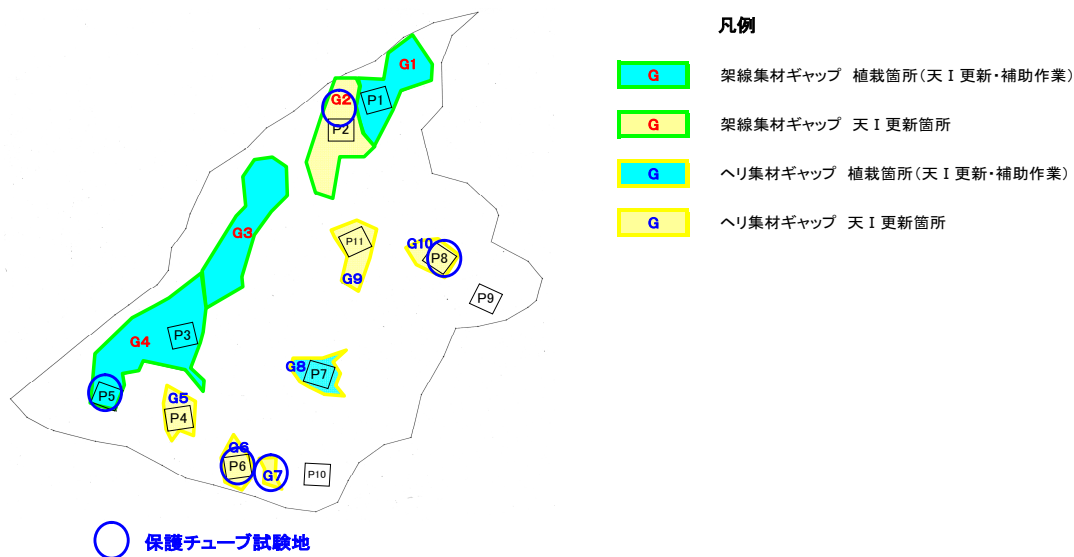 凡例
G 架線集材ギャップ 植栽箇所(天Ⅰ更新・補助作業)
G 架線集材ギャップ 天Ⅰ更新箇所
G ヘリ集材ギャップ 植栽箇所(天Ⅰ更新・補助作業)
G ヘリ集材ギャップ 天Ⅰ更新箇所
G1
G2
P1
P2
G3
P11
G10
P8
G9
P9
G4
P3
G8
P7
P5
G5
P4
G6
P6
G7
P10
保護チューブ試験地